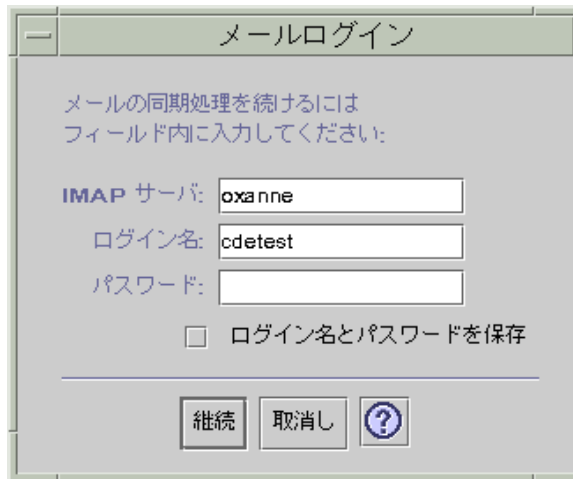 メールログイン
メールの同期処理を続けるには
フィールド内に入力してください:
IMAP サーバ: oxanne
ログイン名: cdetest
パスワード:
ログイン名とパスワードを保存
継続 取消し ?